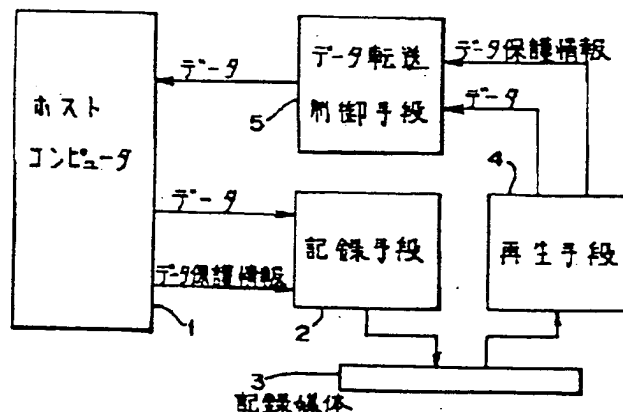 データ転送
制御手段
5
データ保護情報
データ
データ
ホスト
コンピュータ
1
データ
データ保護情報
記録手段
2
4
再生手段
3
記録媒体